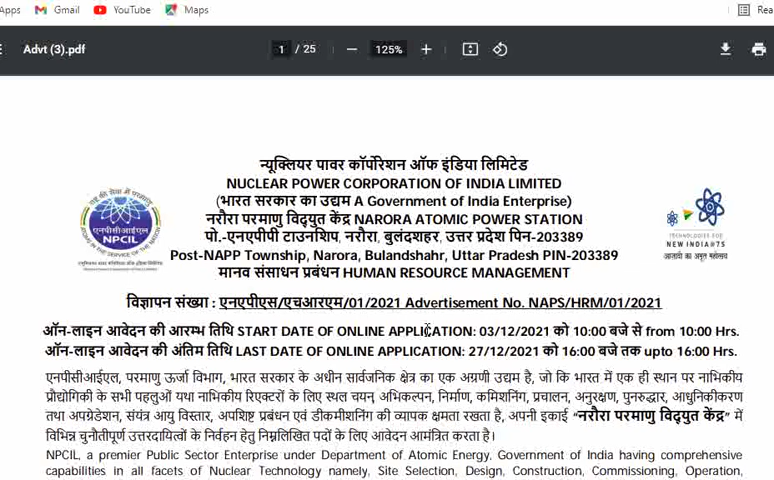 Apps Gmail YouTube Maps Rea
Advt (3).pdf 1 / 25 125%
न्यूक्लियर पावर कॉर्पोरेशन ऑफ इंडिया लिमिटेड
NUCLEAR POWER CORPORATION OF INDIA LIMITED
(भारत सरकार का उद्यम A Government of India Enterprise)
नरौरा परमाणु विद्युत केंद्र NARORA ATOMIC POWER STATION
पो.-एनएपीपी टाउनशिप, नरौरा, बुलंदशहर, उत्तर प्रदेश पिन-203389
Post-NAPP Township, Narora, Bulandshahr, Uttar Pradesh PIN-203389
मानव संसाधन प्रबंधन HUMAN RESOURCE MANAGEMENT
एनपीसीआईएल
NPCIL
TECHNOLOGIES FOR
NEW INDIA@75
आज़ादी का अमृत महोत्सव
विज्ञापन संख्या : एनएपीएस/एचआरएम/01/2021 Advertisement No. NAPS/HRM/01/2021
ऑन-लाइन आवेदन की आरम्भ तिथि START DATE OF ONLINE APPLICATION: 03/12/2021 को 10:00 बजे से from 10:00 Hrs.
ऑन-लाइन आवेदन की अंतिम तिथि LAST DATE OF ONLINE APPLICATION: 27/12/2021 को 16:00 बजे तक upto 16:00 Hrs.
एनपीसीआईएल, परमाणु ऊर्जा विभाग, भारत सरकार के अधीन सार्वजनिक क्षेत्र का एक अग्रणी उद्यम है, जो कि भारत में एक ही स्थान पर नाभिकीय
प्रौद्योगिकी के सभी पहलुओं यथा नाभिकीय रिएक्टरों के लिए स्थल चयन, अभिकल्पन, निर्माण, कमिशनिंग, प्रचालन, अनुरक्षण, पुनरुद्धार, आधुनिकीकरण
तथा अपग्रेडेशन, संयंत्र आयु विस्तार, अपशिष्ट प्रबंधन एवं डीकमीशनिंग की व्यापक क्षमता रखता है, अपनी इकाई “नरौरा परमाणु विद्युत केंद्र” में
विभिन्न चुनौतीपूर्ण उत्तरदायित्वों के निर्वहन हेतु निम्नलिखित पदों के लिए आवेदन आमंत्रित करता है।
NPCIL, a premier Public Sector Enterprise under Department of Atomic Energy, Government of India having comprehensive
capabilities in all facets of Nuclear Technology namely, Site Selection, Design, Construction, Commissioning, Operation,